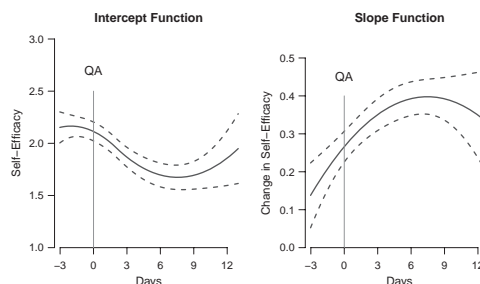 Intercept Function
Self−Efficacy
3.0
2.5
2.0
1.5
1.0
QA
−3 0 3 6 9 12
Days
Slope Function
Change in Self−Efficacy
0.5
0.4
0.3
0.2
0.1
0.0
QA
−3 0 3 6 9 12
Days